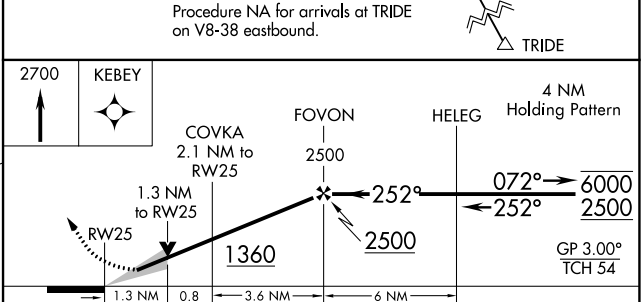 Procedure NA for arrivals at TRIDE
on V8-38 eastbound.
TRIDE
2700
KEBEY
4 NM
Holding Pattern
FOVON
HELEG
COVKA
2.1 NM to
RW25
2500
1.3 NM
to RW25
252°
072°
6000
252°
2500
RW25
1360
2500
GP 3.00°
TCH 54
1.3 NM
0.8
3.6 NM
6 NM